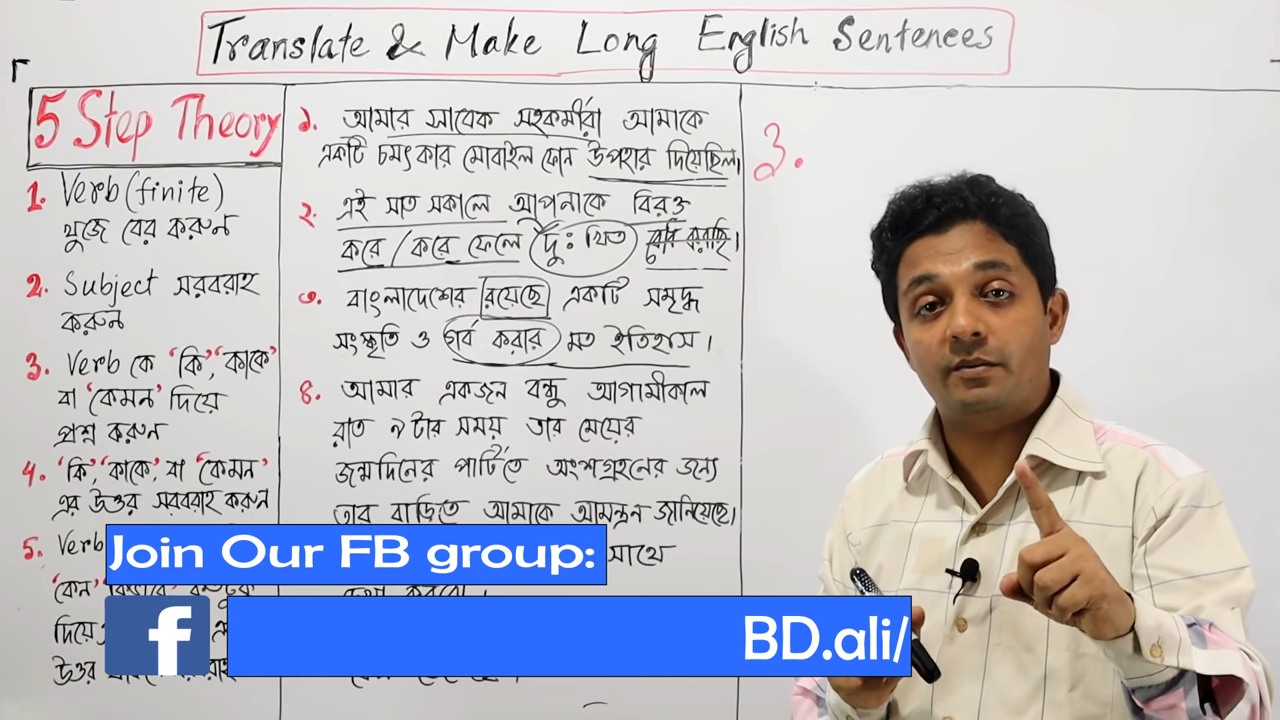 Translate & Make Long English Sentences
5 Step Theory
1. Verb (finite)
খুজে বের করুন
2. Subject সরবরাহ
করুন
3. Verb কে 'কি', 'কাকে'
বা 'কেমন' দিয়ে
প্রশ্ন করুন
4. 'কি', 'কাকে', বা 'কেমন'
এর উত্তর সরবরাহ করুন
5. Verb
'কেন'
দিয়ে
উত্তর
১. আমার সাবেক সহকর্মীরা আমাকে
একটি চমৎকার মোবাইল ফোন উপহার দিয়েছিল।
২. এই সাত সকালে আপনাকে বিরক্ত
করে / করে ফেলে দুঃখিত
৩. বাংলাদেশের রয়েছে একটি সমৃদ্ধ
সংস্কৃতি ও গর্ব করার মত ইতিহাস।
৪. আমার একজন বন্ধু আগামীকাল
রাত ৯ টার সময় তার মেয়ের
জন্মদিনের পার্টিতে অংশগ্রহনের জন্য
তার বাড়িতে আমাকে আমন্ত্রন জানিয়েছে।
সাথে
3.
Join Our FB group:
f
BD.ali/